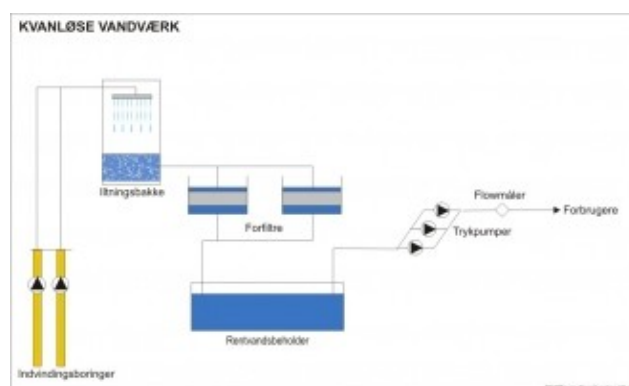 KVANLØSE VANDVÆRK
Iltningsbakke
Forfiltre
Flowmåler
Forbrugere
Trykpumper
Rentvandsbeholder
Indvindingsboringer